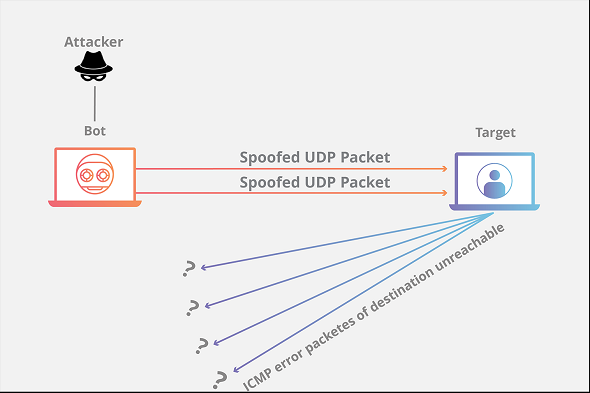 Attacker
Bot
Target
Spoofed UDP Packet
Spoofed UDP Packet
?
?
?
?
ICMP error packetes of destination unreachable